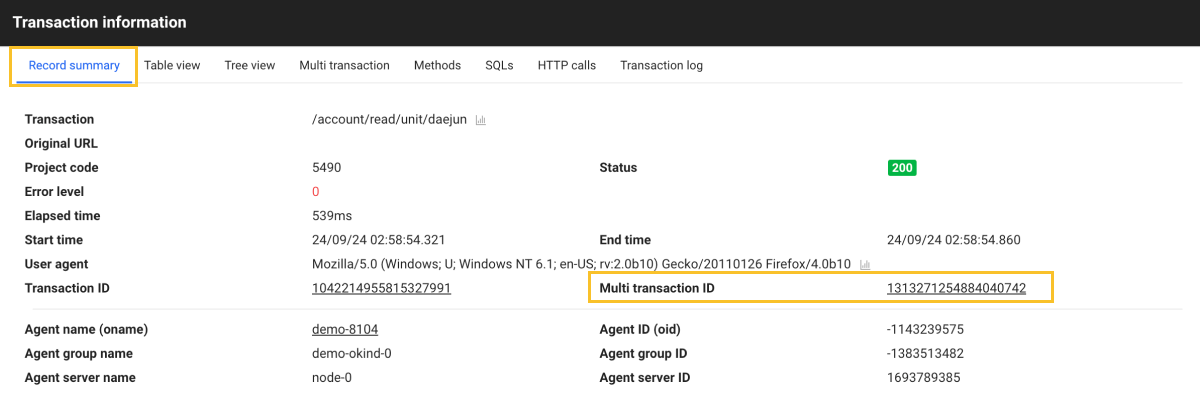 Transaction information
Record summary Table view Tree view Multi transaction Methods SQLs HTTP calls Transaction log
Transaction /account/read/unit/daejun
Original URL
Project code 5490 Status 200
Error level 0
Elapsed time 539ms
Start time 24/09/24 02:58:54.321 End time 24/09/24 02:58:54.860
User agent Mozilla/5.0 (Windows; U; Windows NT 6.1; en-US; rv:2.0b10) Gecko/20110126 Firefox/4.0b10
Transaction ID 1042214955815327991 Multi transaction ID 1313271254884040742
Agent name (oname) demo-8104 Agent ID (oid) -1143239575
Agent group name demo-okind-0 Agent group ID -1383513482
Agent server name node-0 Agent server ID 1693789385